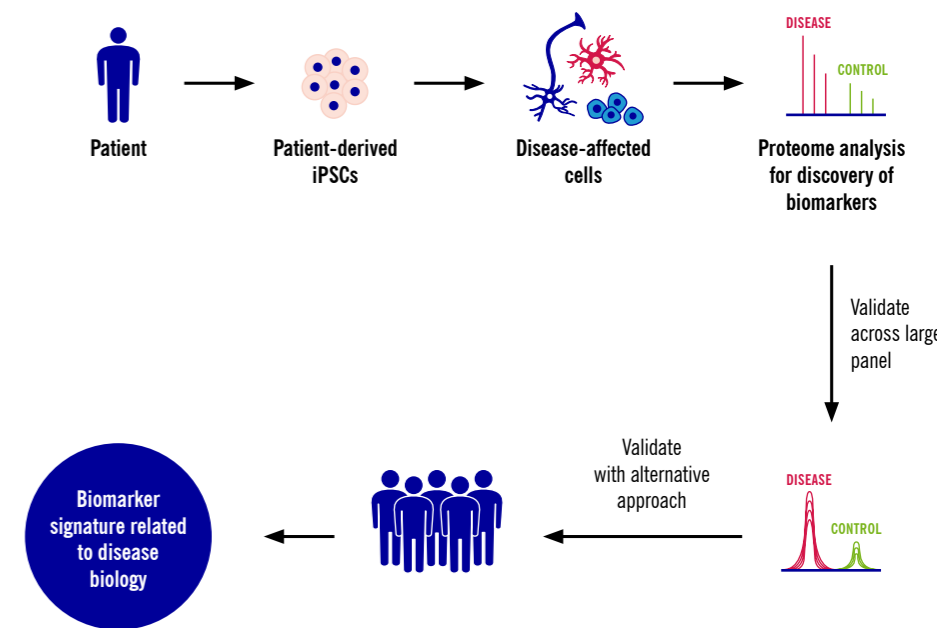 DISEASE
CONTROL
Patient
Patient-derived
iPSCs
Disease-affected
cells
Proteome analysis
for discovery of
biomarkers
Validate
across large
panel
Validate
with alternative
approach
DISEASE
CONTROL
Biomarker
signature related
to disease
biology